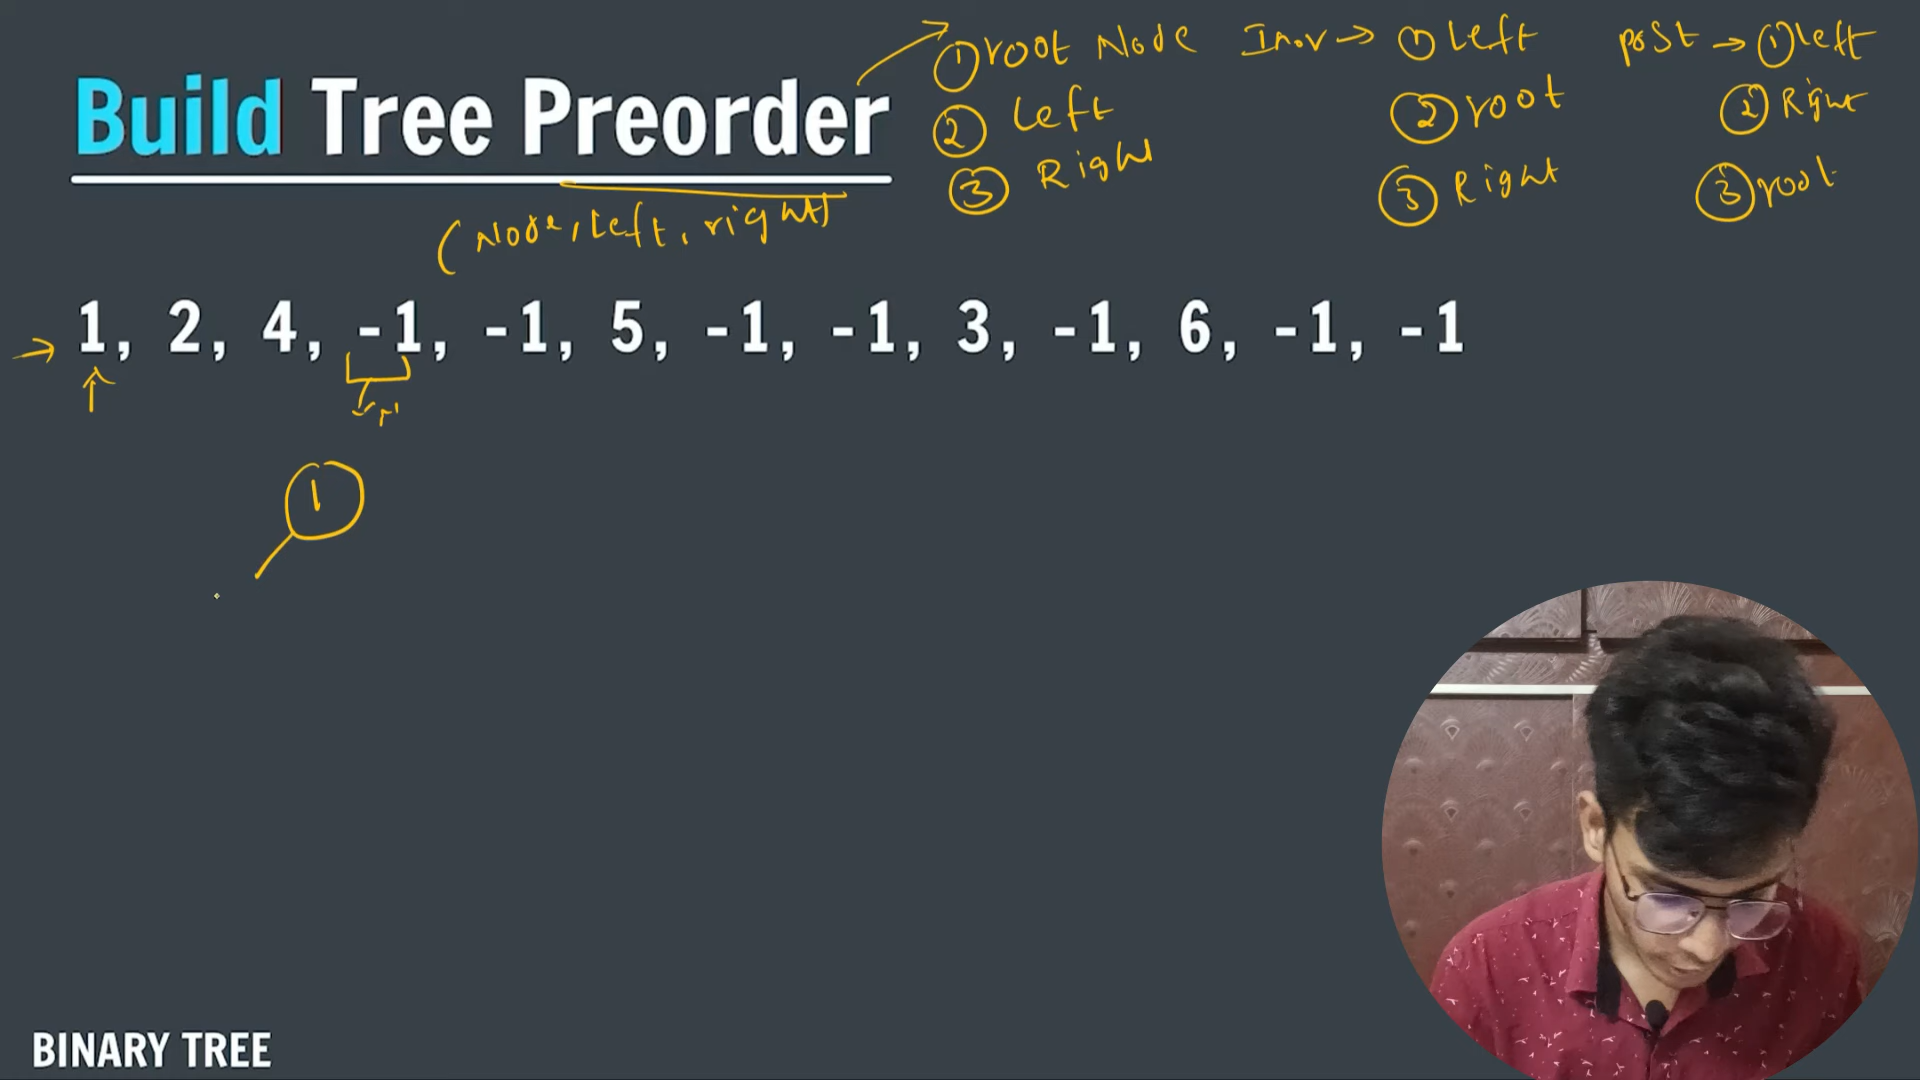 Build Tree Preorder
(Node, Left, right)
① root Node
② Left
③ Right
→ ① Left
② root
③ Right
post → ① left
② Right
③ root
→ 1, 2, 4, -1, -1, 5, -1, -1, 3, -1, 6, -1, -1
1
BINARY TREE